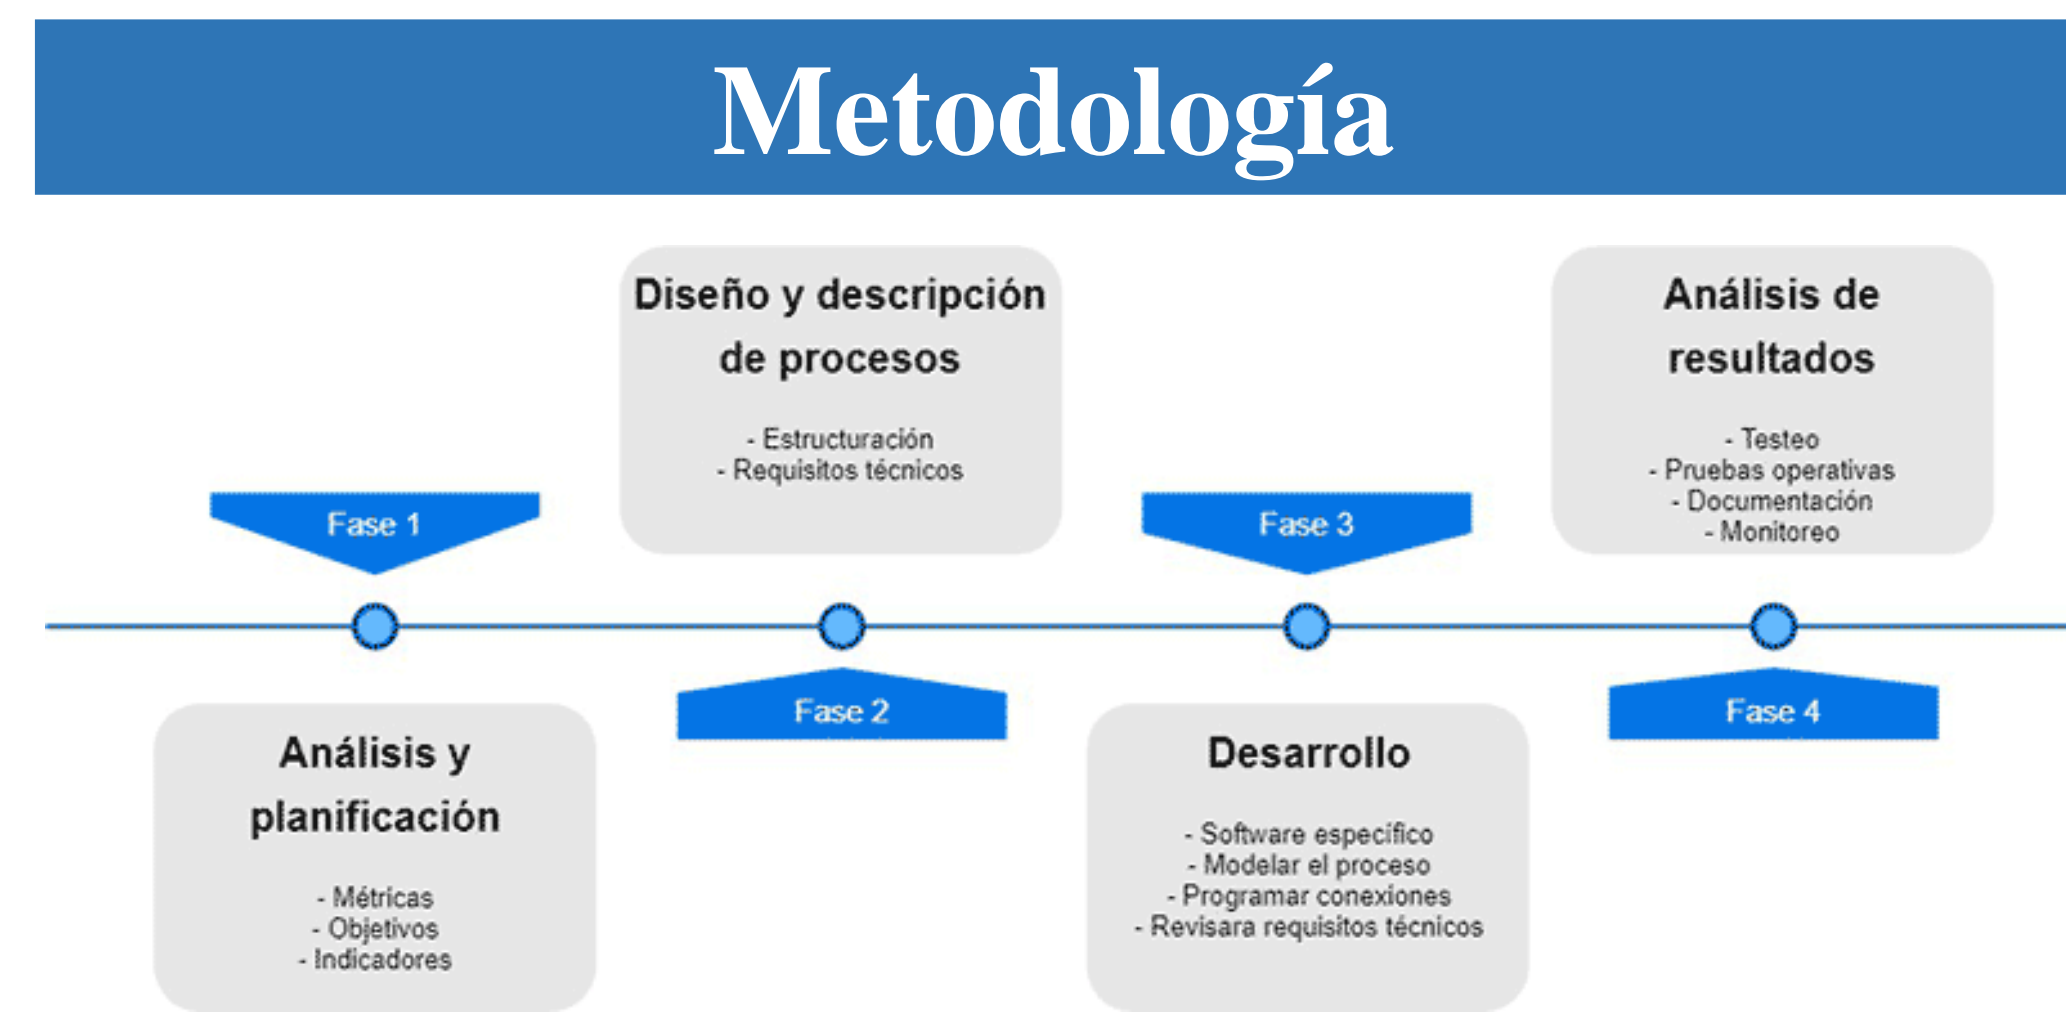 Metodología
Fase 1
Análisis y
planificación
- Métricas
- Objetivos
- Indicadores
Diseño y descripción
de procesos
- Estructuración
- Requisitos técnicos
Fase 2
Fase 3
Desarrollo
- Software específico
- Modelar el proceso
- Programar conexiones
- Revisara requisitos técnicos
Análisis de
resultados
- Testeo
- Pruebas operativas
- Documentación
- Monitoreo
Fase 4